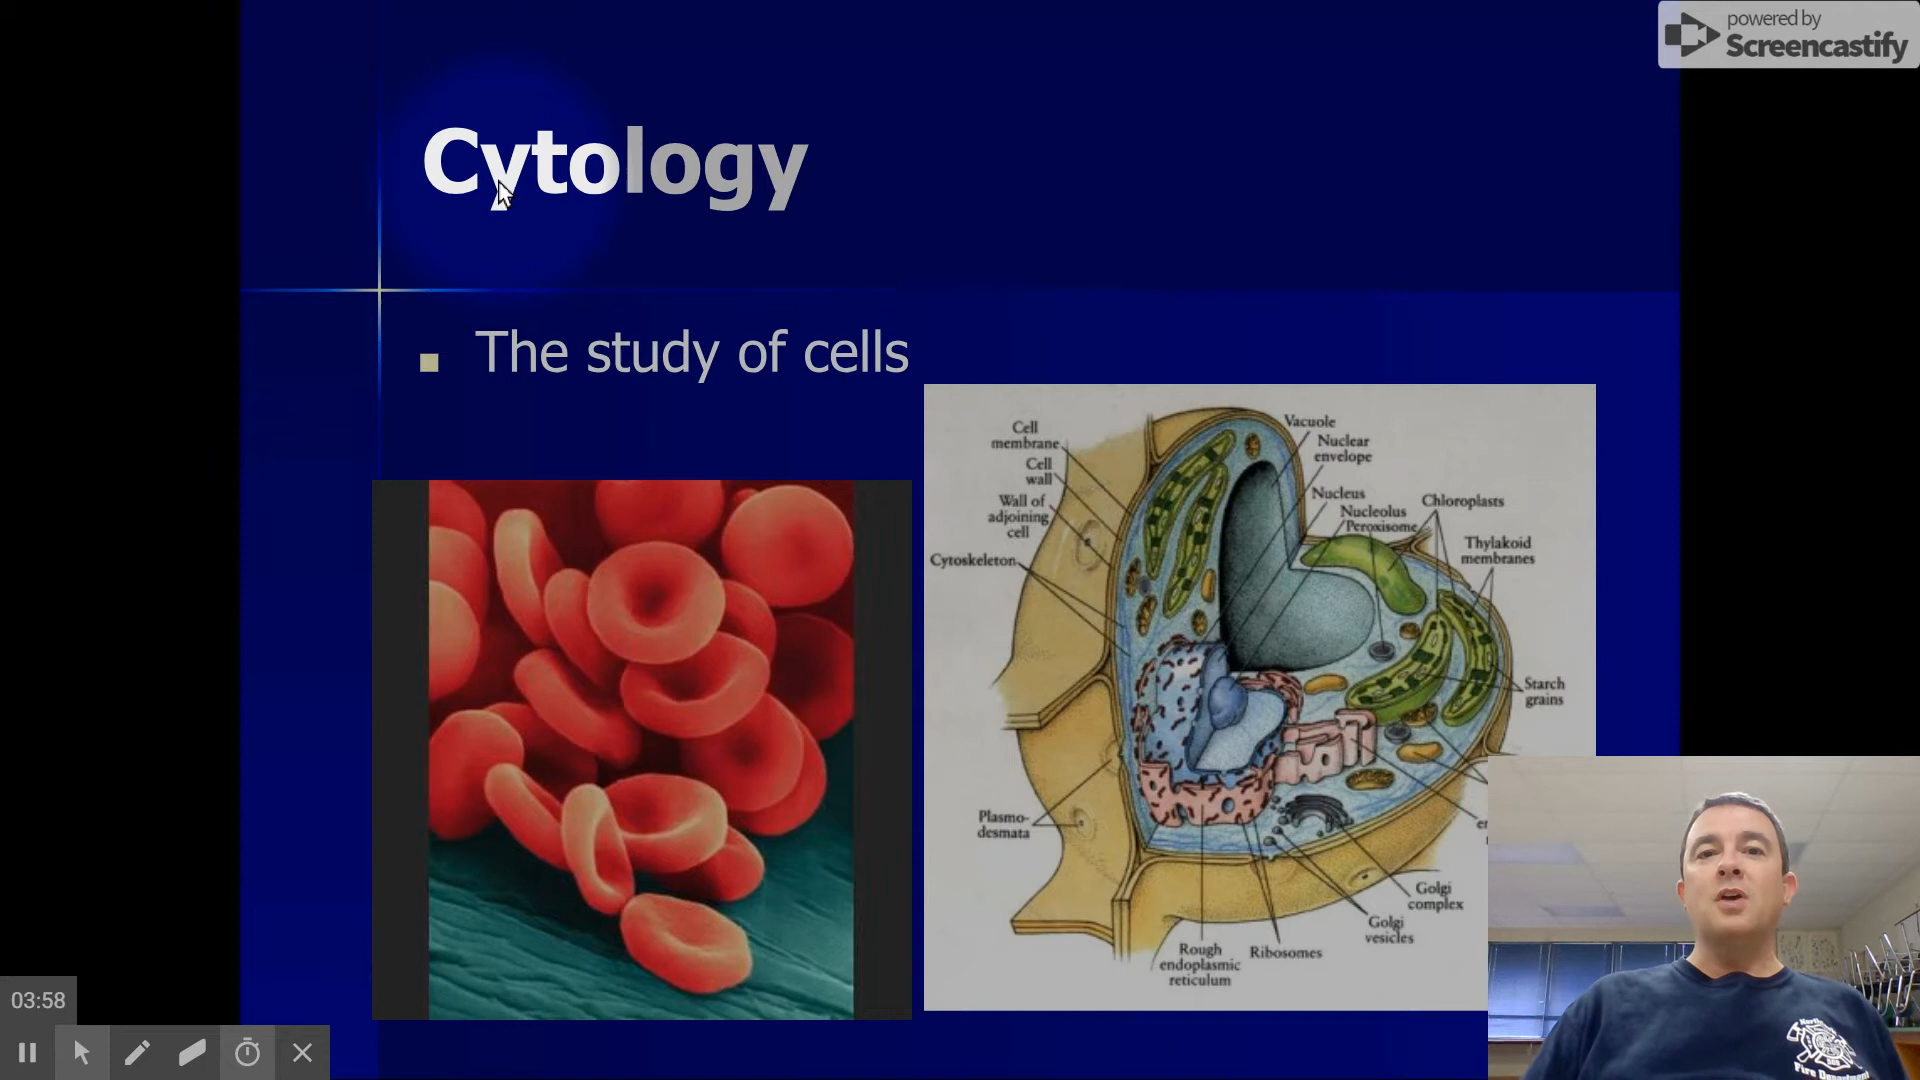 powered by
Screencastify
Cytology
The study of cells
Cell
membrane
Cell
wall
Wall of
adjoining
cell
Cytoskeleton
Plasmo-
desmata
Vacuole
Nuclear
envelope
Nucleus
Nucleolus
Peroxisome
Chloroplasts
Thylakoid
membranes
Starch
grains
Golgi
complex
Golgi
vesicles
Ribosomes
Rough
endoplasmic
reticulum
03:58
Fire Department